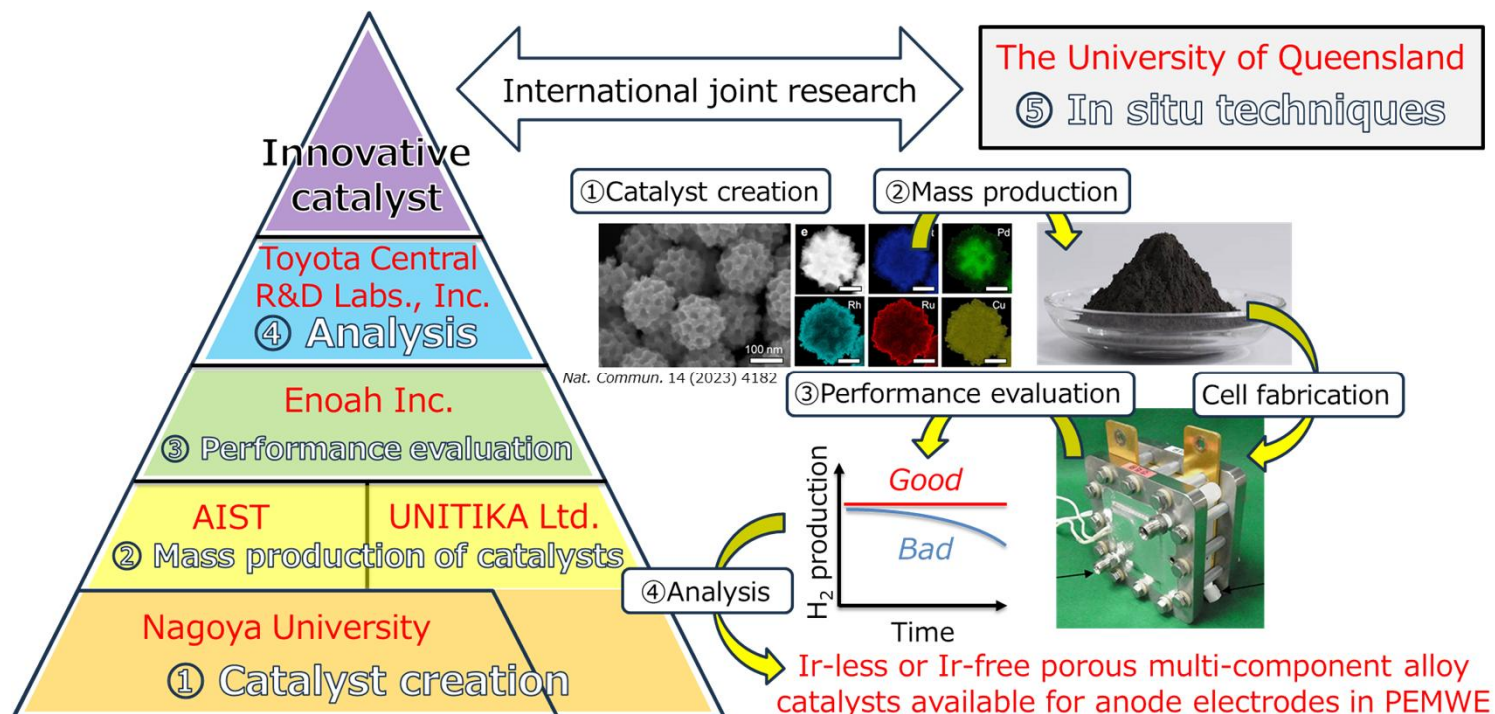 Innovative
catalyst
Toyota Central
R&D Labs., Inc.
④ Analysis
Enoah Inc.
③ Performance evaluation
AIST
UNITIKA Ltd.
② Mass production of catalysts
Nagoya University
① Catalyst creation
International joint research
The University of Queensland
⑤ In situ techniques
①Catalyst creation
②Mass production
100 nm
e
Pd
Rh
Ru
Cu
Nat. Commun. 14 (2023) 4182
③Performance evaluation
Cell fabrication
H₂ production
Good
Bad
Time
④Analysis
Ir-less or Ir-free porous multi-component alloy
catalysts available for anode electrodes in PEMWE